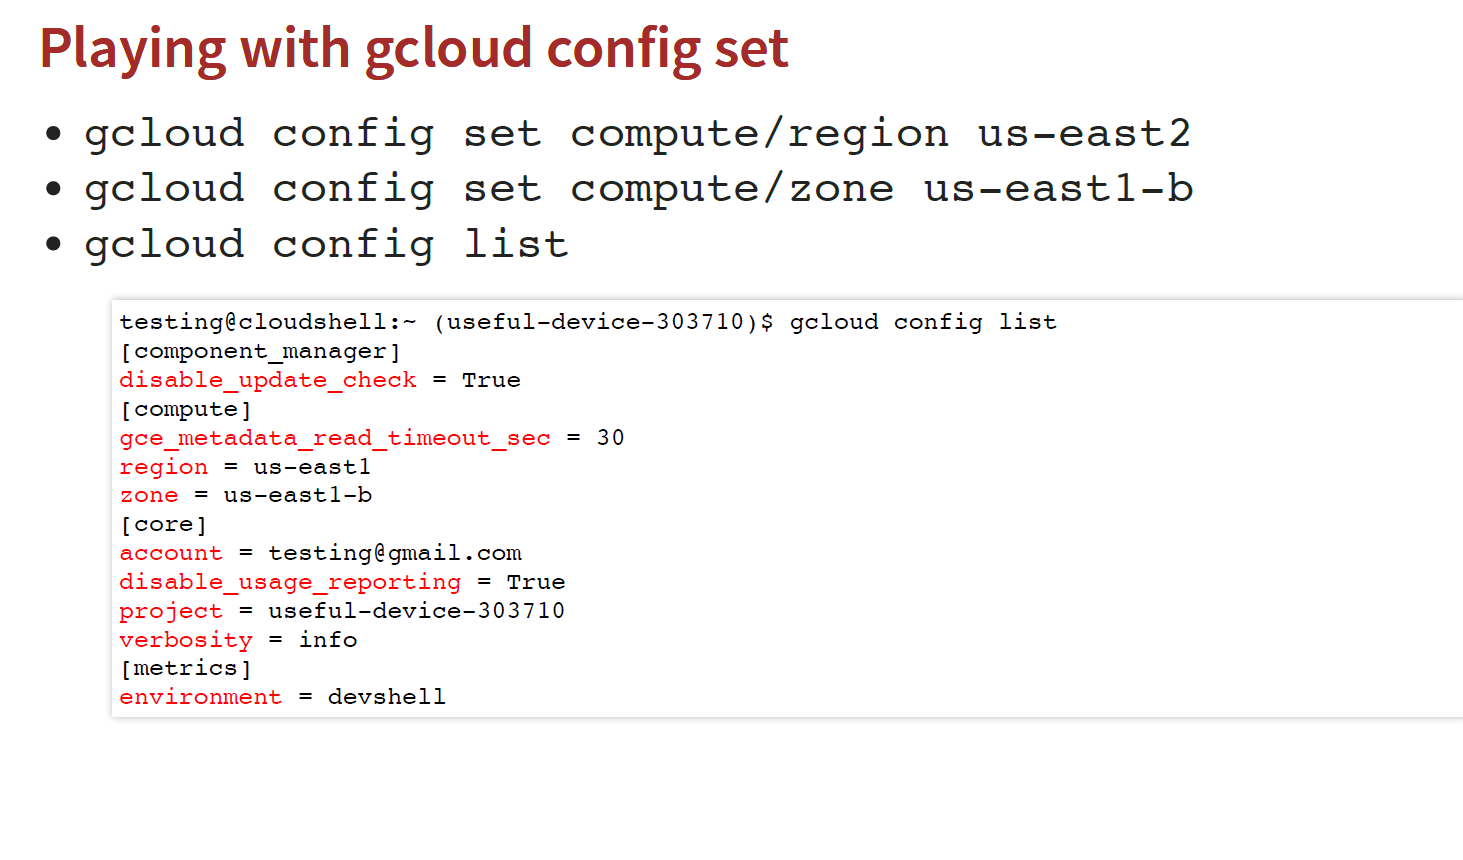 Playing with gcloud config set
• gcloud config set compute/region us-east2
• gcloud config set compute/zone us-east1-b
• gcloud config list
testing@cloudshell:~ (useful-device-303710)$ gcloud config list
[component_manager]
disable_update_check = True
[compute]
gce_metadata_read_timeout_sec = 30
region = us-east1
zone = us-east1-b
[core]
account = testing@gmail.com
disable_usage_reporting = True
project = useful-device-303710
verbosity = info
[metrics]
environment = devshell